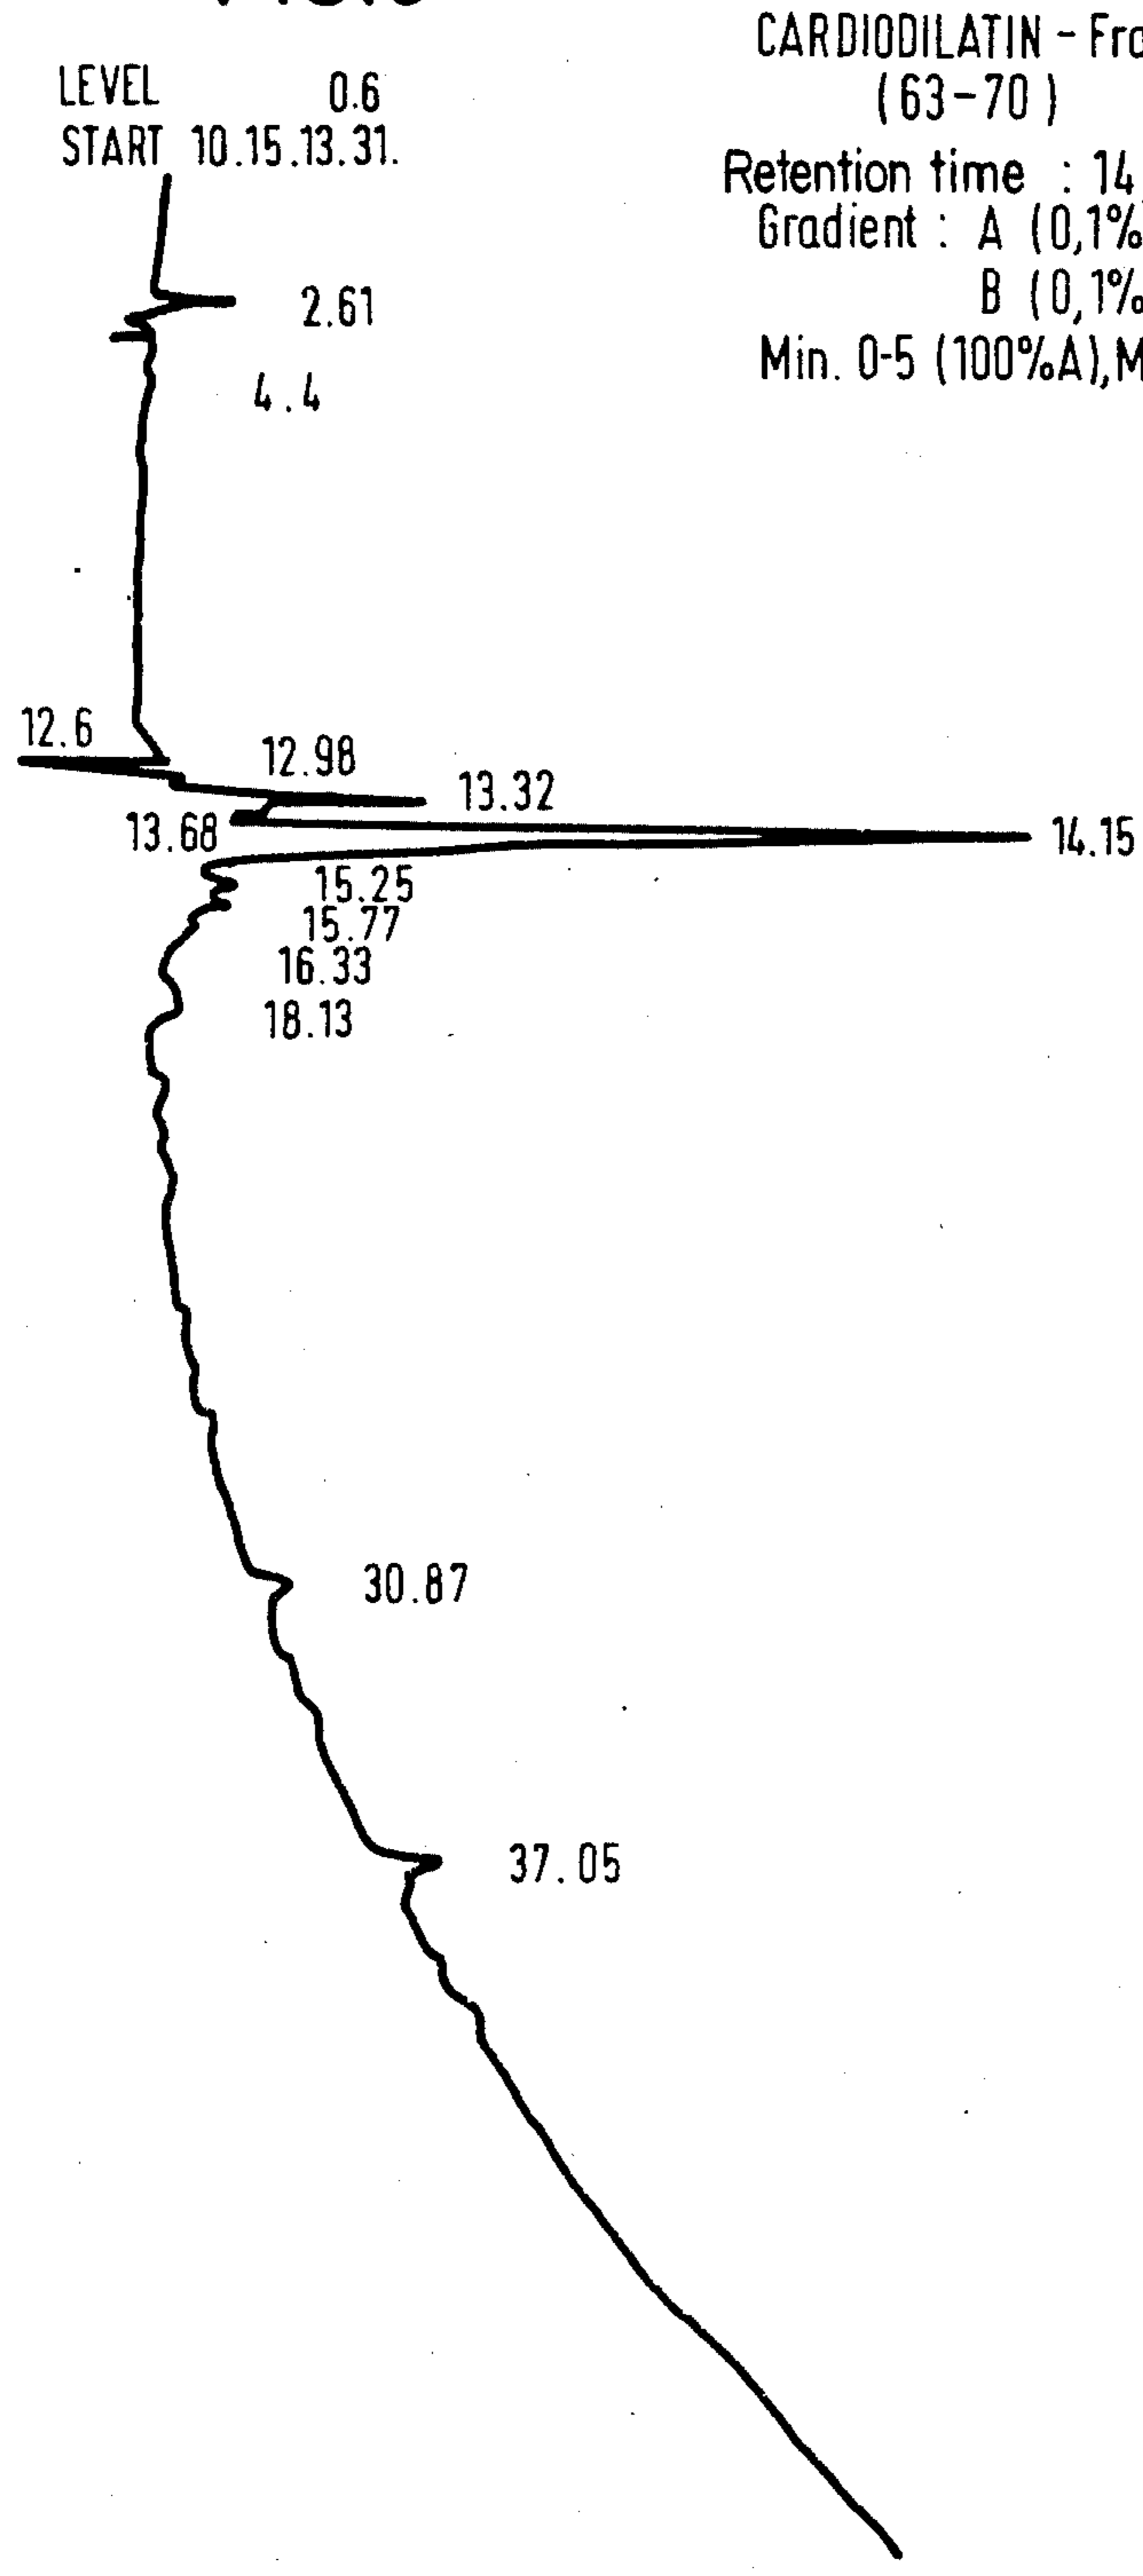 LEVEL 0.6
START 10.15.13.31.
CARDIODILATIN - Fra
(63-70)
Retention time : 14
Gradient : A (0,1%
B (0,1%
Min. 0-5 (100%A),M
2.61
4.4
12.6
12.98
13.32
13.68
14.15
15.25
15.77
16.33
18.13
30.87
37.05